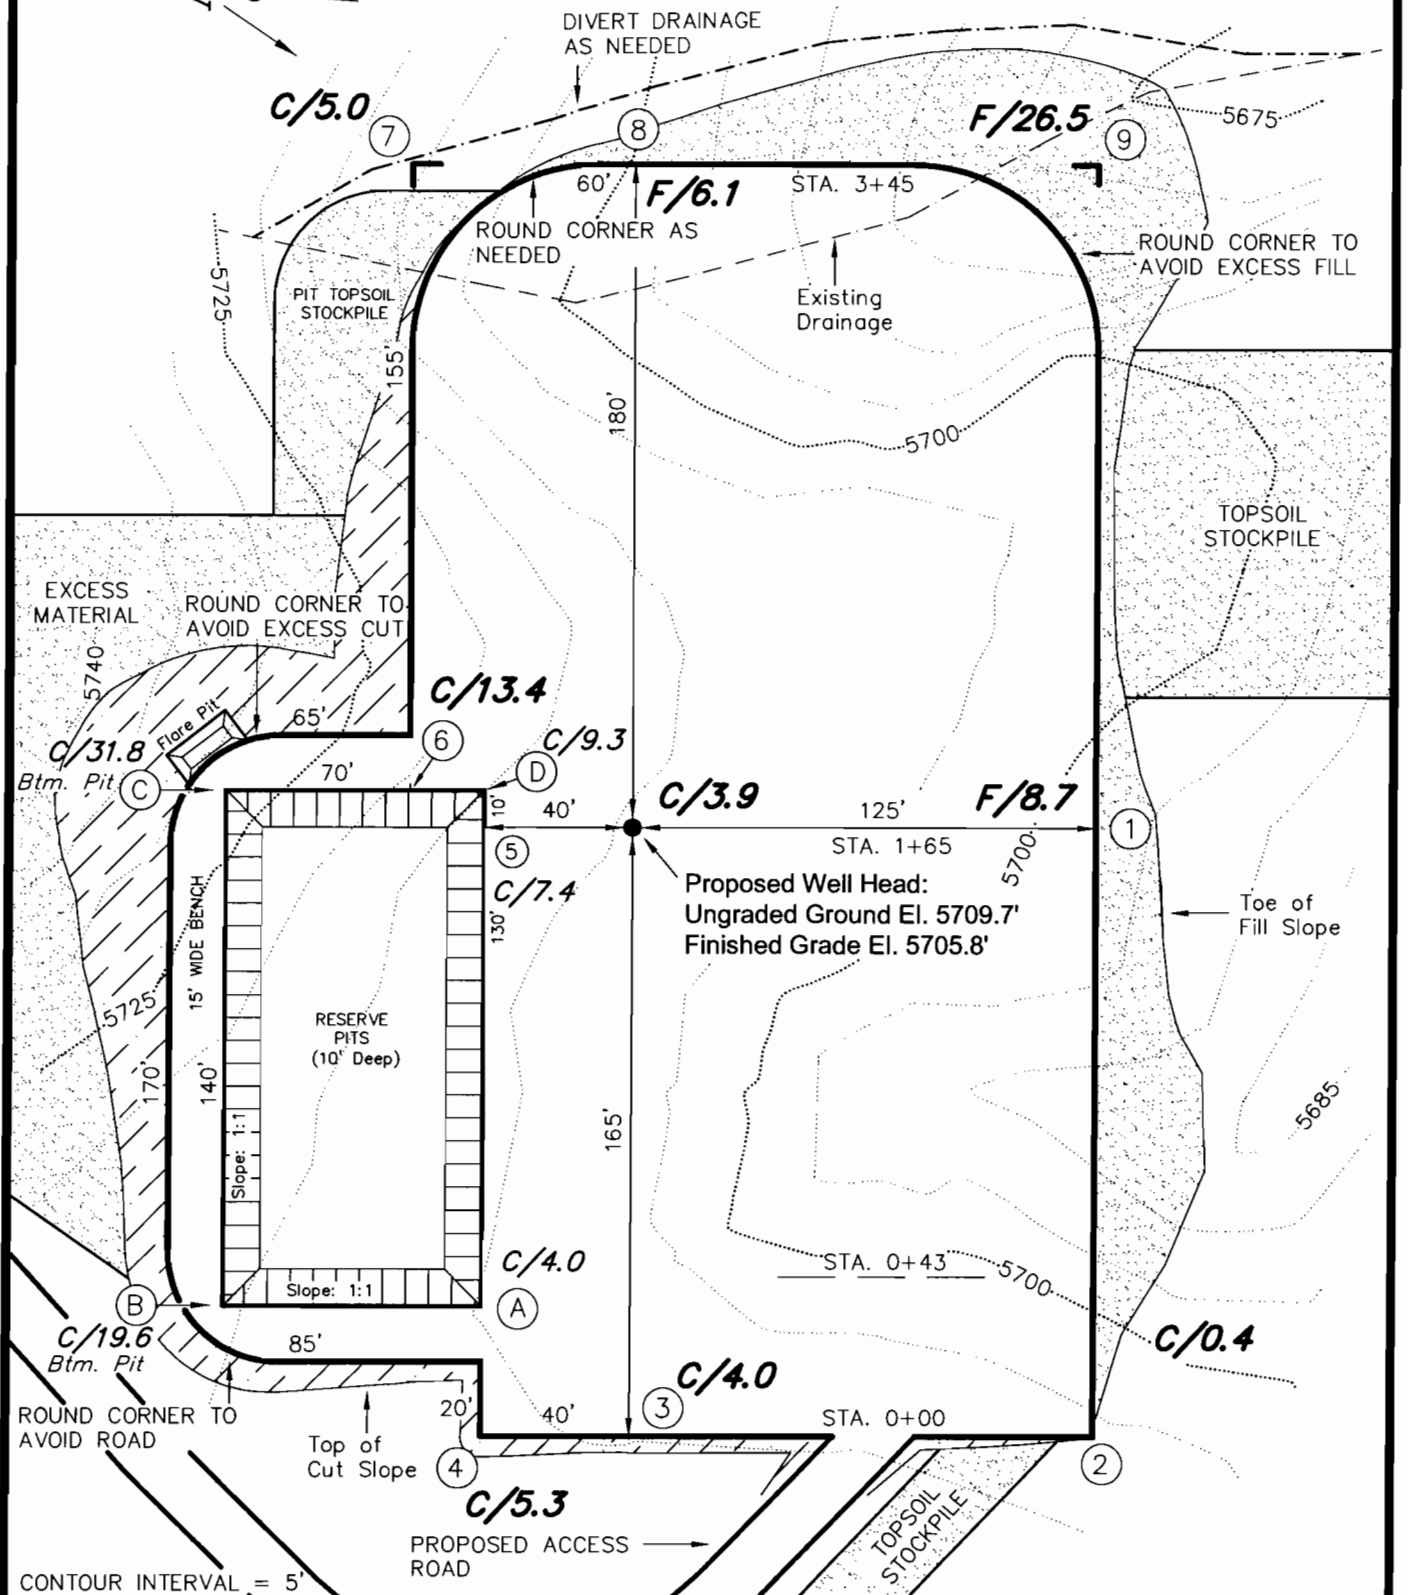 DIVERT DRAINAGE
AS NEEDED
C/5.0
7
8
F/26.5
9
5675
60'
F/6.1
STA. 3+45
ROUND CORNER AS
NEEDED
ROUND CORNER TO
AVOID EXCESS FILL
5725
PIT TOPSOIL
STOCKPILE
Existing
Drainage
155'
180'
5700
TOPSOIL
STOCKPILE
EXCESS
MATERIAL
ROUND CORNER TO
AVOID EXCESS CUT
5740
C/13.4
Flare Pit
65'
6
C/9.3
C/31.8
Btm. Pit
C
70'
D
10'
40'
C/3.9
125'
F/8.7
STA. 1+65
1
5
5700
C/7.4
130'
Proposed Well Head:
Ungraded Ground El. 5709.7'
Finished Grade El. 5705.8'
Toe of
Fill Slope
15' WIDE BENCH
5725
RESERVE
PITS
(10' Deep)
170'
140'
165'
5685
Slope: 1:1
C/4.0
STA. 0+43
5700
Slope: 1:1
B
A
C/19.6
Btm. Pit
85'
C/0.4
C/4.0
ROUND CORNER TO
AVOID ROAD
20'
40'
3
STA. 0+00
Top of
Cut Slope
4
2
C/5.3
PROPOSED ACCESS
ROAD
TOPSOIL
STOCKPILE
CONTOUR INTERVAL = 5'